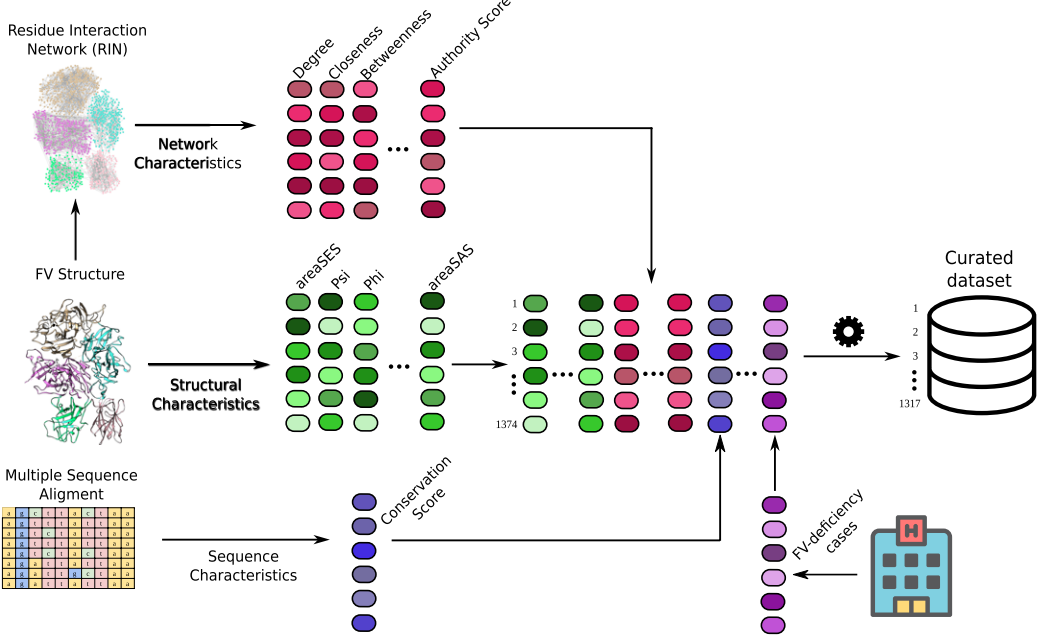 Residue Interaction
Network (RIN)
Degree
Closeness
Betweenness
Authority Score
Network
Characteristics
FV Structure
areaSES
Psi
Phi
areaSAS
Structural
Characteristics
1
2
3
1374
Curated
dataset
1
2
3
1317
Multiple Sequence
Aligment
a g c t t a c t a a
a g t t t a t t a a
a g t c t a t t a a
a g t t t a t t a a
a g t c t a c t a a
a g a t t a t t a a
a g a t t g c t a a
a g a t t a t t a a
Sequence
Characteristics
Conservation
Score
FV-deficiency
cases
H